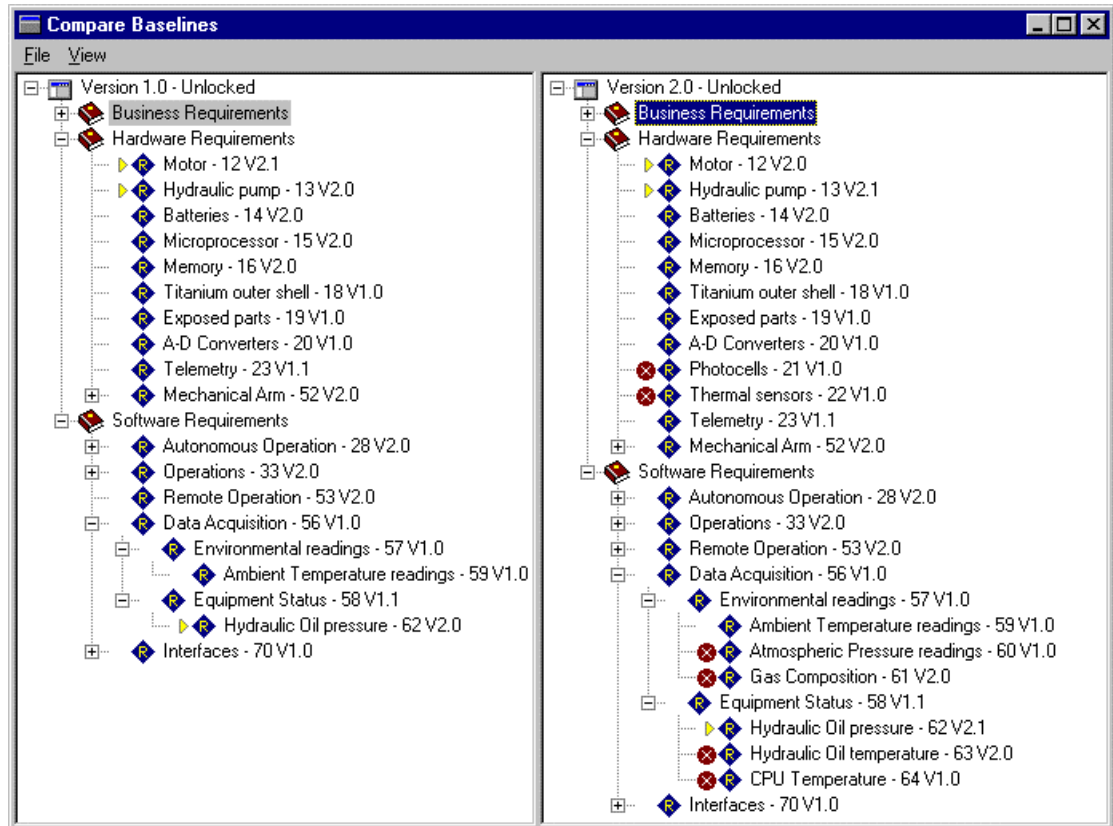 Compare Baselines
File View
Version 1.0 - Unlocked
Business Requirements
Hardware Requirements
Motor - 12 V2.1
Hydraulic pump - 13 V2.0
Batteries - 14 V2.0
Microprocessor - 15 V2.0
Memory - 16 V2.0
Titanium outer shell - 18 V1.0
Exposed parts - 19 V1.0
A-D Converters - 20 V1.0
Telemetry - 23 V1.1
Mechanical Arm - 52 V2.0
Software Requirements
Autonomous Operation - 28 V2.0
Operations - 33 V2.0
Remote Operation - 53 V2.0
Data Acquisition - 56 V1.0
Environmental readings - 57 V1.0
Ambient Temperature readings - 59 V1.0
Equipment Status - 58 V1.1
Hydraulic Oil pressure - 62 V2.0
Interfaces - 70 V1.0
Version 2.0 - Unlocked
Business Requirements
Hardware Requirements
Motor - 12 V2.0
Hydraulic pump - 13 V2.1
Batteries - 14 V2.0
Microprocessor - 15 V2.0
Memory - 16 V2.0
Titanium outer shell - 18 V1.0
Exposed parts - 19 V1.0
A-D Converters - 20 V1.0
Photocells - 21 V1.0
Thermal sensors - 22 V1.0
Telemetry - 23 V1.1
Mechanical Arm - 52 V2.0
Software Requirements
Autonomous Operation - 28 V2.0
Operations - 33 V2.0
Remote Operation - 53 V2.0
Data Acquisition - 56 V1.0
Environmental readings - 57 V1.0
Ambient Temperature readings - 59 V1.0
Atmospheric Pressure readings - 60 V1.0
Gas Composition - 61 V2.0
Equipment Status - 58 V1.1
Hydraulic Oil pressure - 62 V2.1
Hydraulic Oil temperature - 63 V2.0
CPU Temperature - 64 V1.0
Interfaces - 70 V1.0